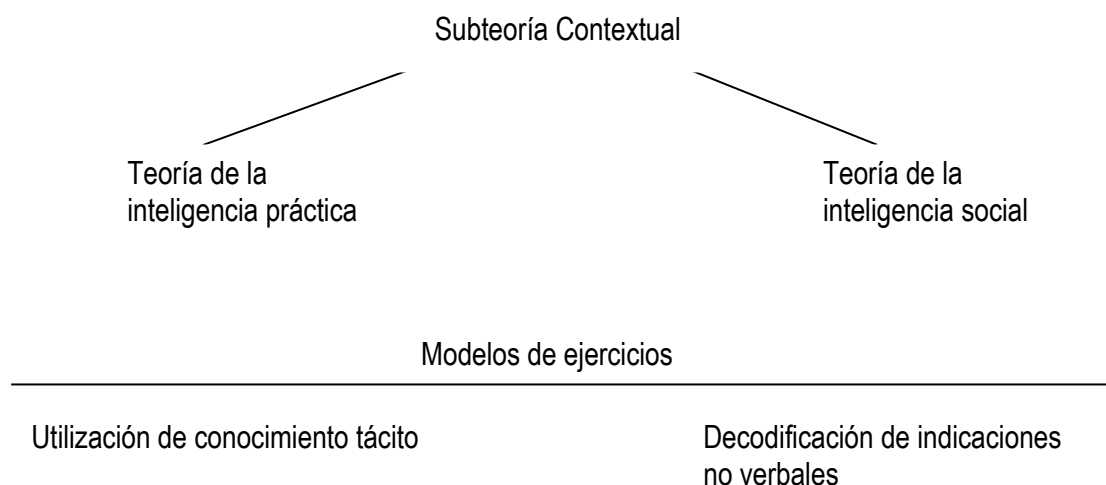 Subteoría Contextual
Teoría de la
inteligencia práctica
Teoría de la
inteligencia social
Modelos de ejercicios
Utilización de conocimiento tácito
Decodificación de indicaciones
no verbales